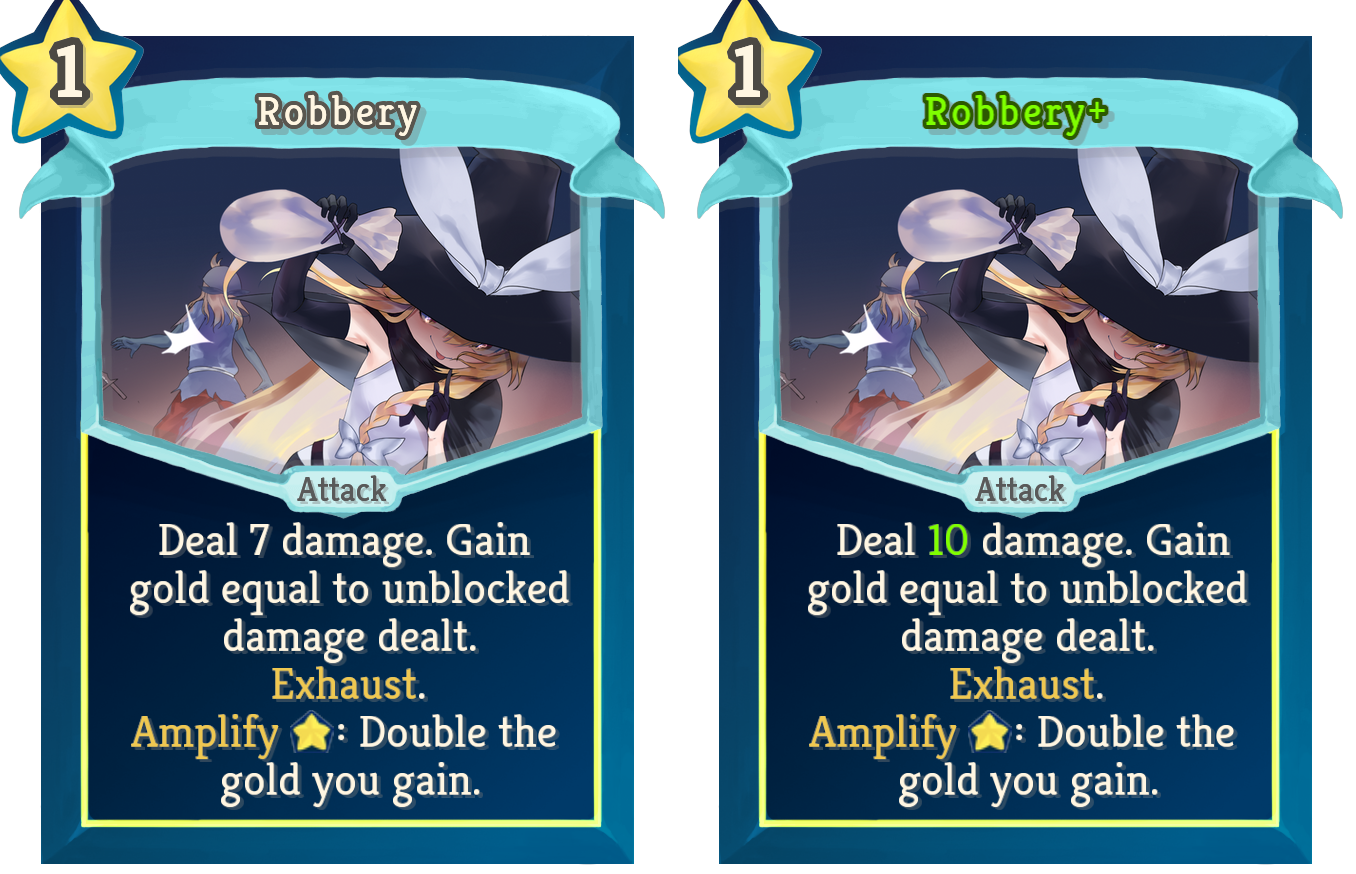 1
Robbery
Attack
Deal 7 damage. Gain
gold equal to unblocked
damage dealt.
Exhaust.
Amplify : Double the
gold you gain.
1
Robbery+
Attack
Deal 10 damage. Gain
gold equal to unblocked
damage dealt.
Exhaust.
Amplify : Double the
gold you gain.